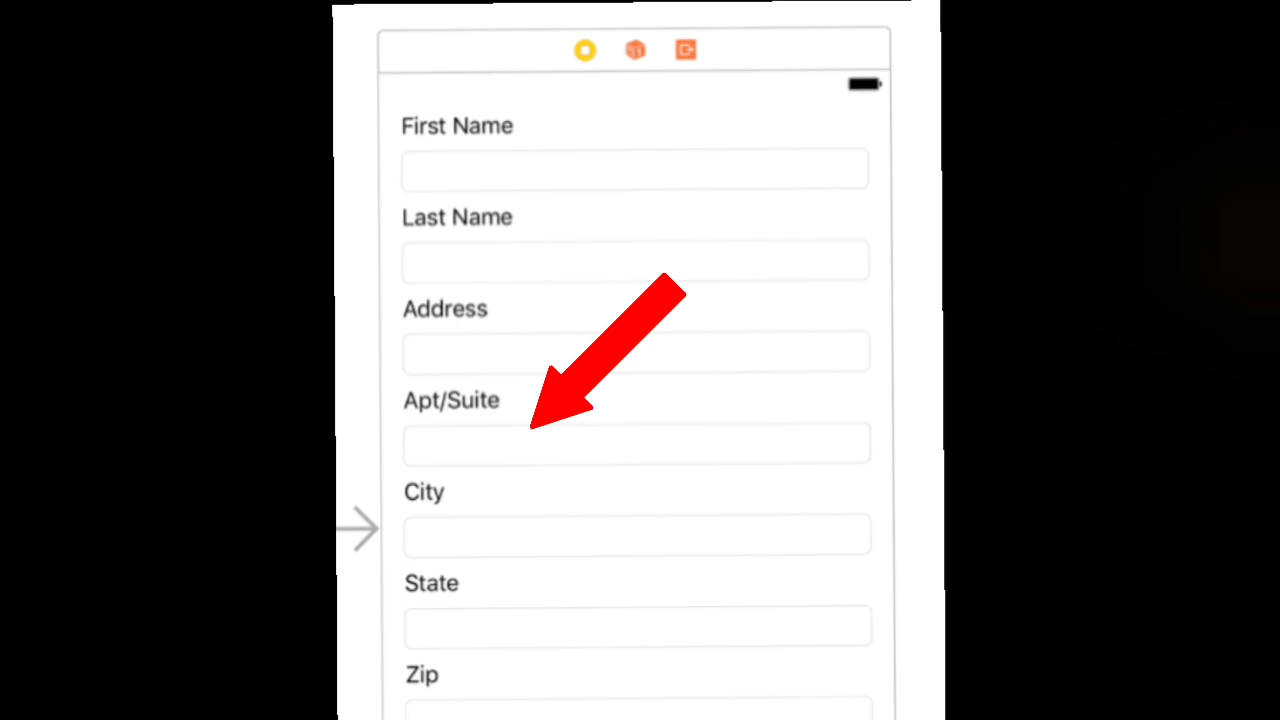 First Name
Last Name
Address
Apt/Suite
City
State
Zip